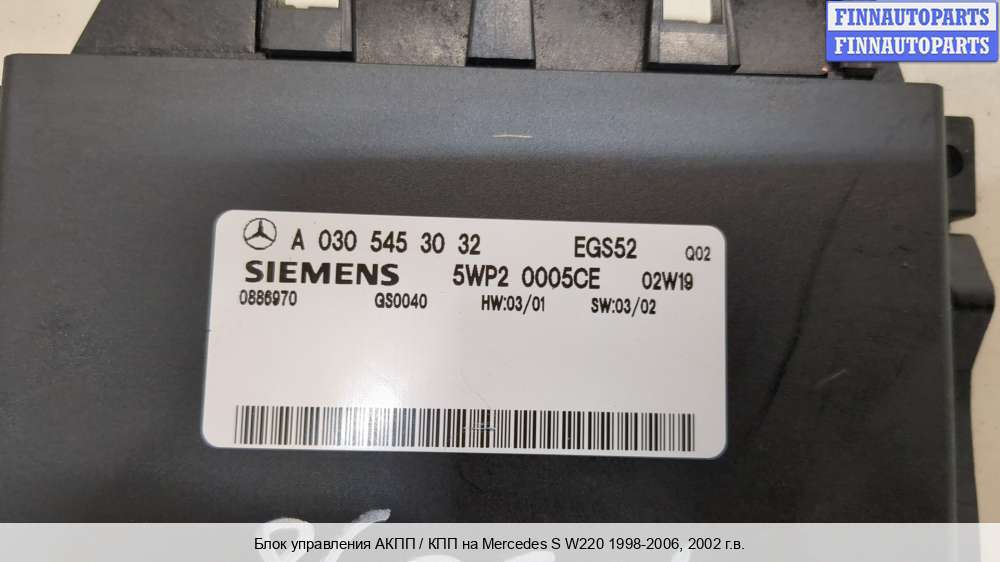 FINNAUTOPARTS
FINNAUTOPARTS
A 030 545 30 32 EGS52 Q02
SIEMENS 5WP2 0005CE 02W19
0886970 GS0040 HW:03/01 SW:03/02
Блок управления АКПП / КПП на Mercedes S W220 1998-2006, 2002 г.в.